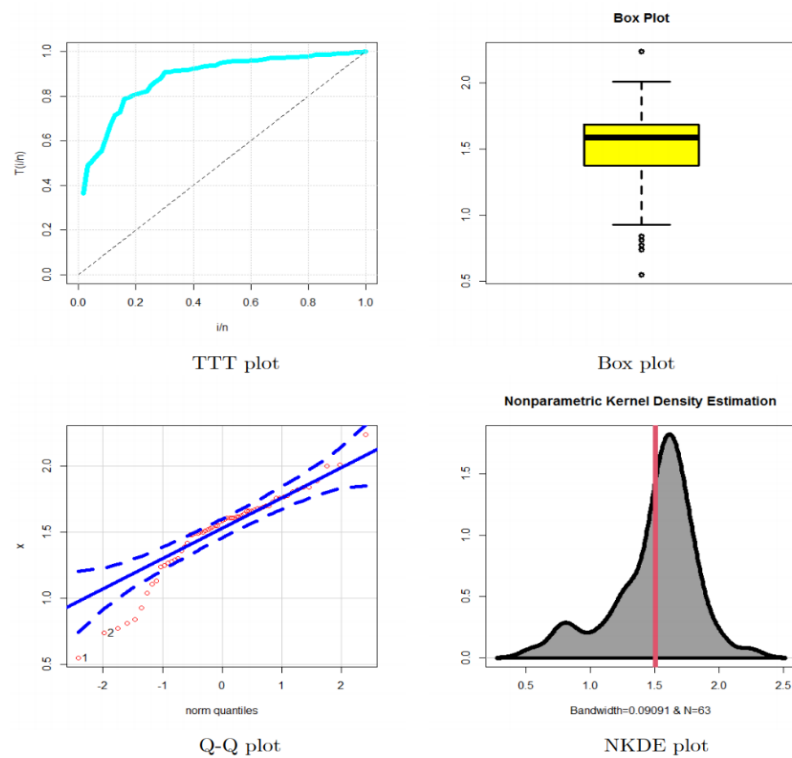 Box Plot
T(i/n)
0.0 0.2 0.4 0.6 0.8 1.0
0.0 0.2 0.4 0.6 0.8 1.0
i/n
0.5 1.0 1.5 2.0
TTT plot
Box plot
Nonparametric Kernel Density Estimation
x
0.5 1.0 1.5 2.0
1
2
-2 -1 0 1 2
norm quantiles
0.0 0.5 1.0 1.5
0.5 1.0 1.5 2.0 2.5
Bandwidth=0.09091 & N=63
Q-Q plot
NKDE plot